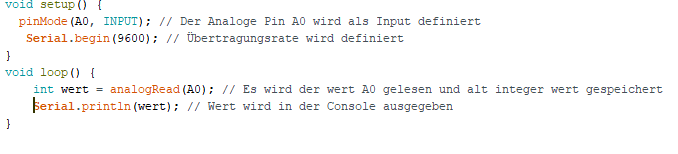 void setup() {
pinMode(A0, INPUT); // Der Analoge Pin A0 wird als Input definiert
Serial.begin(9600); // Übertragungsrate wird definiert
}
void loop() {
int wert = analogRead(A0); // Es wird der wert A0 gelesen und alt integer wert gespeichert
Serial.println(wert); // Wert wird in der Console ausgegeben
}